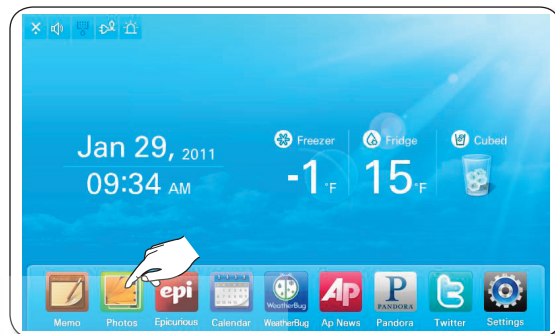 Freezer Fridge Cubed
Jan 29, 2011
-1 °F 15 °F
09:34 AM
epi WeatherBug AP P PANDORA
Memo Photos Epicurious Calendar WeatherBug Ap News Pandora Twitter Settings